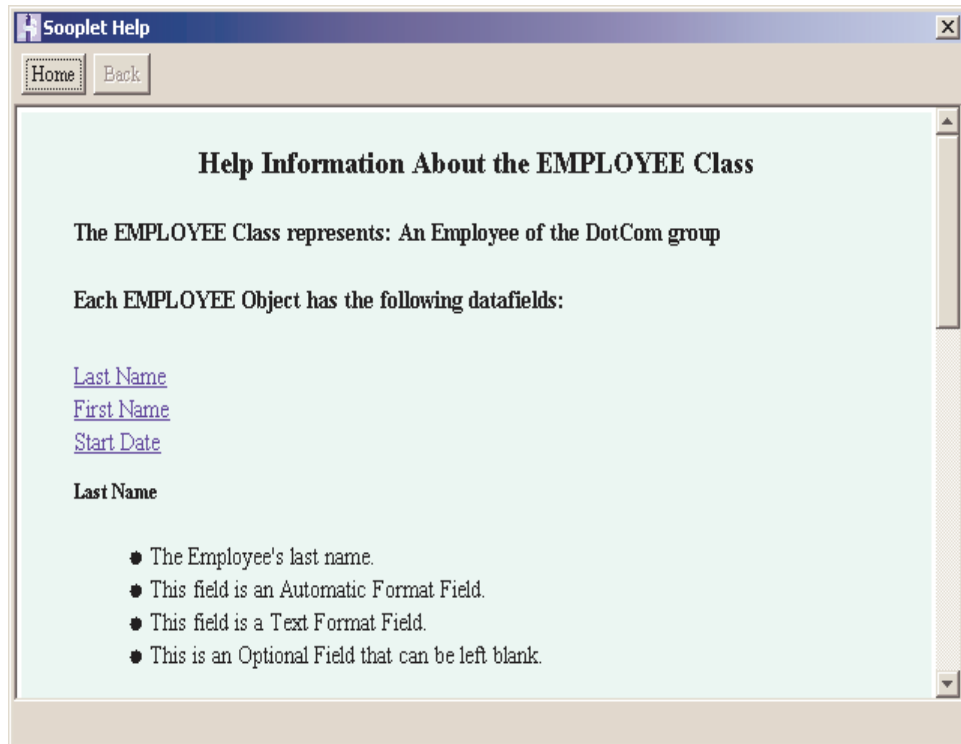 Sooplet Help
Home Back
Help Information About the EMPLOYEE Class
The EMPLOYEE Class represents: An Employee of the DotCom group
Each EMPLOYEE Object has the following datafields:
Last Name
First Name
Start Date
Last Name
The Employee's last name.
This field is an Automatic Format Field.
This field is a Text Format Field.
This is an Optional Field that can be left blank.